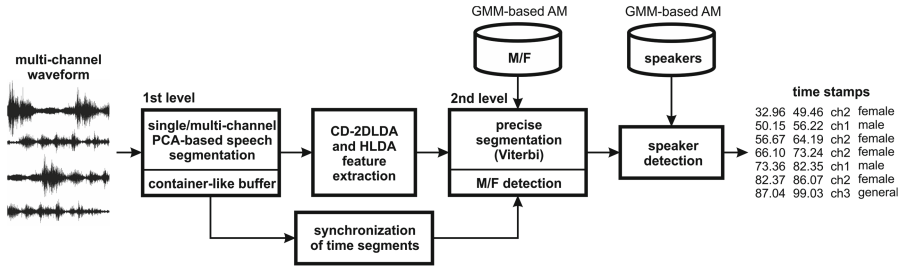 GMM-based AM
GMM-based AM
M/F
speakers
multi-channel
waveform
1st level
single/multi-channel
PCA-based speech
segmentation
container-like buffer
CD-2DLDA
and HLDA
feature
extraction
2nd level
precise
segmentation
(Viterbi)
M/F detection
speaker
detection
synchronization
of time segments
time stamps
32.96 49.46 ch2 female
50.15 56.22 ch1 male
56.67 64.19 ch2 female
66.10 73.24 ch2 female
73.36 82.35 ch1 male
82.37 86.07 ch2 female
87.04 99.03 ch3 general